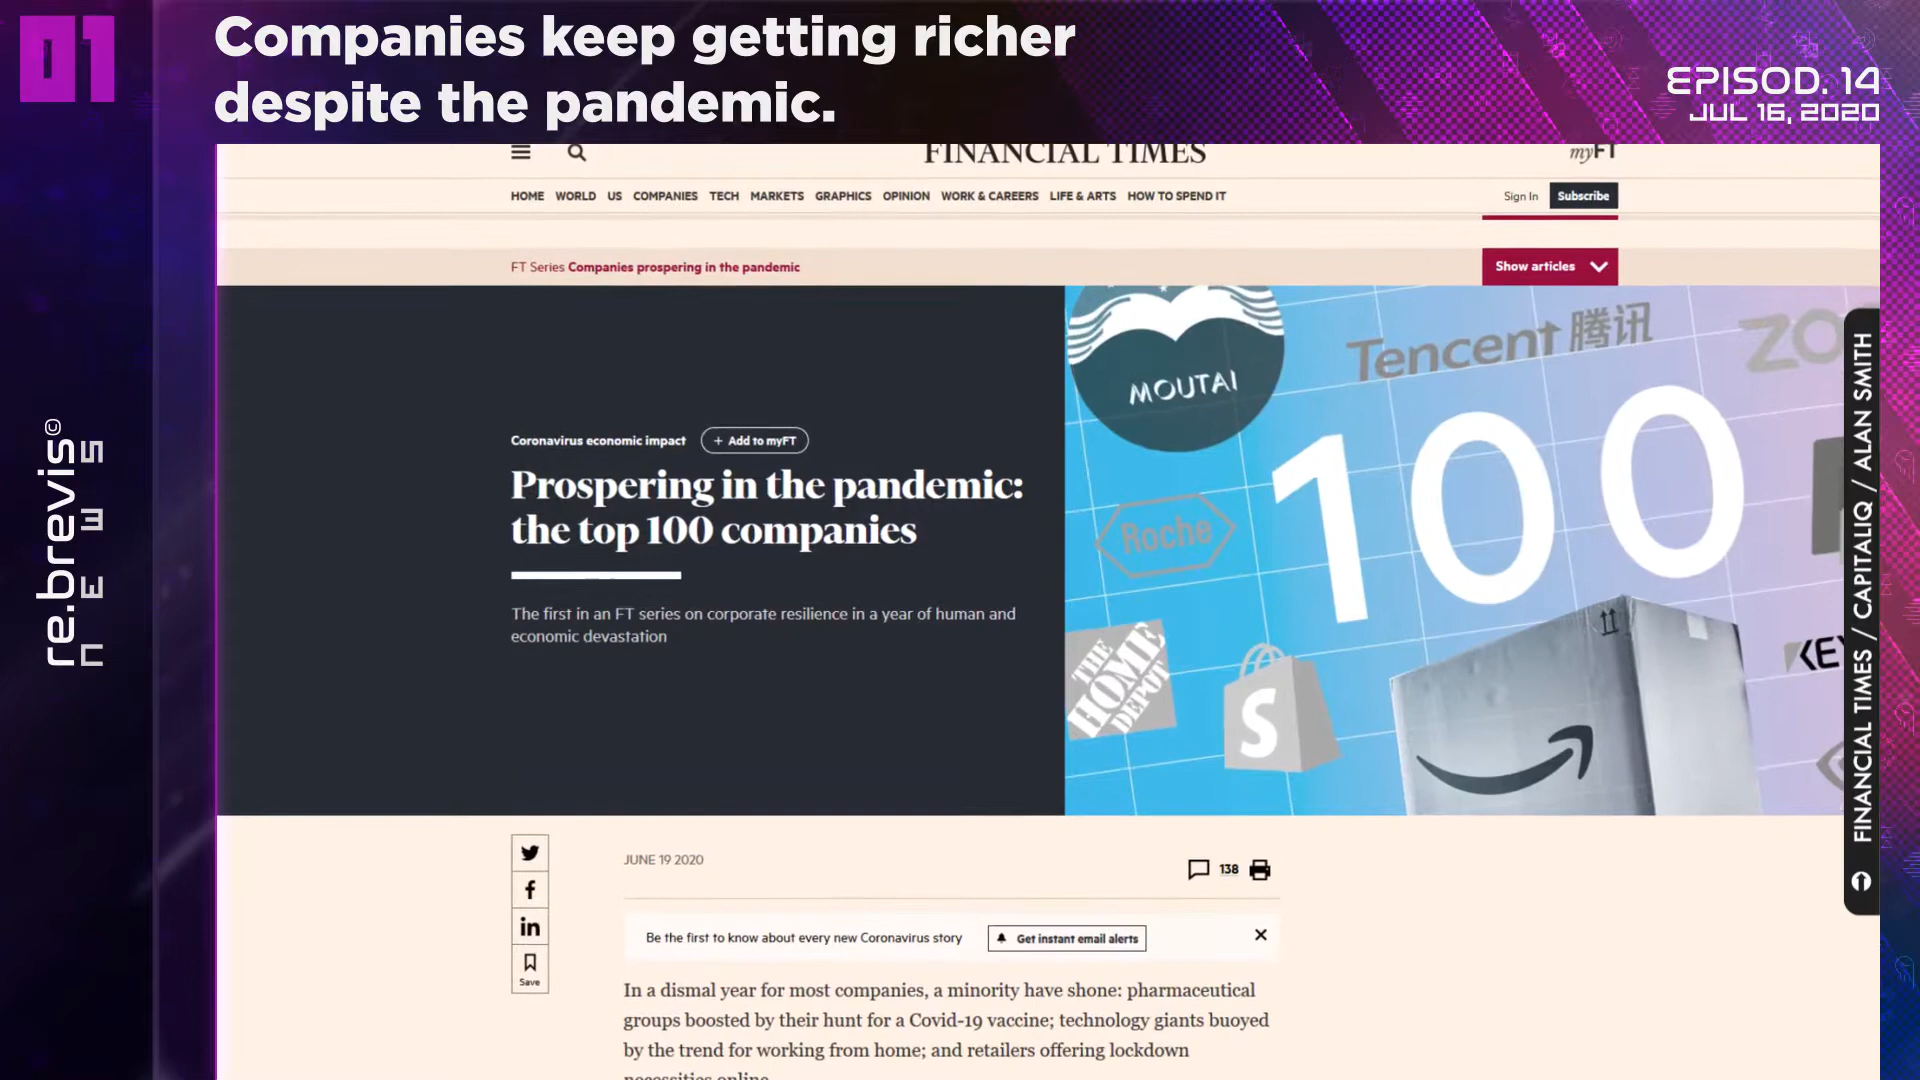 01
Companies keep getting richer
despite the pandemic.
EPISOD. 14
JUL 16, 2020
re.brevis©
news
FINANCIAL TIMES
myFT
HOME WORLD US COMPANIES TECH MARKETS GRAPHICS OPINION WORK & CAREERS LIFE & ARTS HOW TO SPEND IT
Sign In Subscribe
FT Series Companies prospering in the pandemic
Show articles
Coronavirus economic impact + Add to myFT
Prospering in the pandemic:
the top 100 companies
The first in an FT series on corporate resilience in a year of human and
economic devastation
MOUTAI
Tencent 腾讯
ZO
100
Roche
THE
HOME
DEPOT
S
KEY
FINANCIAL TIMES / CAPITALIQ / ALAN SMITH
in
Save
JUNE 19 2020
138
Be the first to know about every new Coronavirus story
Get instant email alerts
In a dismal year for most companies, a minority have shone: pharmaceutical
groups boosted by their hunt for a Covid-19 vaccine; technology giants buoyed
by the trend for working from home; and retailers offering lockdown
necessities online.